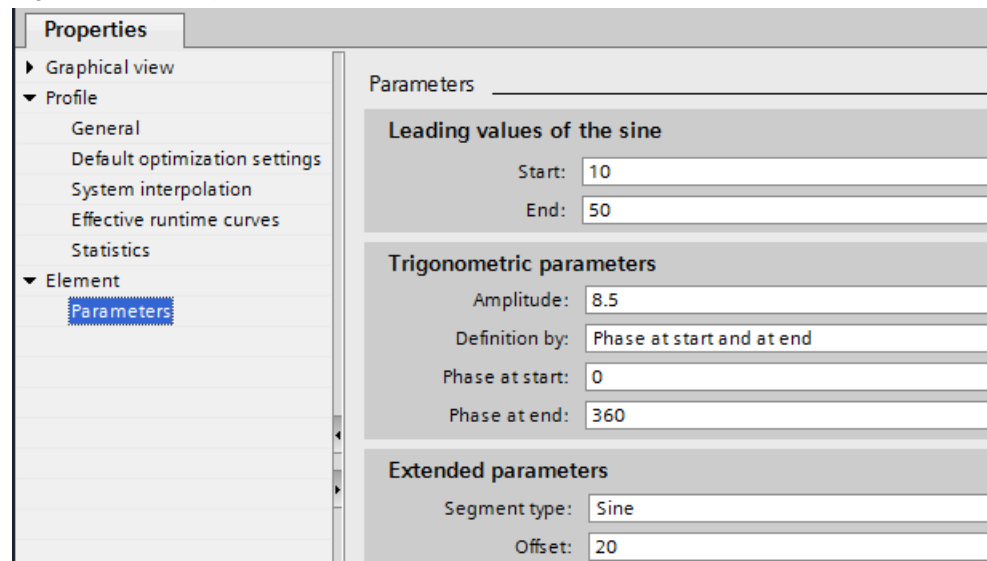 Properties
Graphical view
Profile
General
Default optimization settings
System interpolation
Effective runtime curves
Statistics
Element
Parameters
Parameters
Leading values of the sine
Start: 10
End: 50
Trigonometric parameters
Amplitude: 8.5
Definition by: Phase at start and at end
Phase at start: 0
Phase at end: 360
Extended parameters
Segment type: Sine
Offset: 20